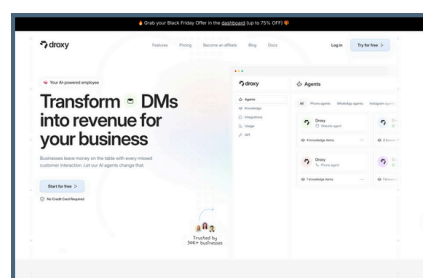 Grab your Black Friday Offer in the dashboard (up to 75% OFF)
droxy
Features Pricing Become an affiliate Blog Docs
Log in Try for free >
Your AI-powered employee
Transform DMs
into revenue for
your business
Businesses leave money on the table with every missed
customer interaction. Let our AI agents change that.
Start for free >
No Credit Card Required
Trusted by
500+ businesses
droxy
Agents
Knowledge
Integrations
Usage
API
Agents
All Phone agents WhatsApp agents Instagram agents
Droxy
Website agent
Knowledge items
Droxy
Phone agent
Knowledge items